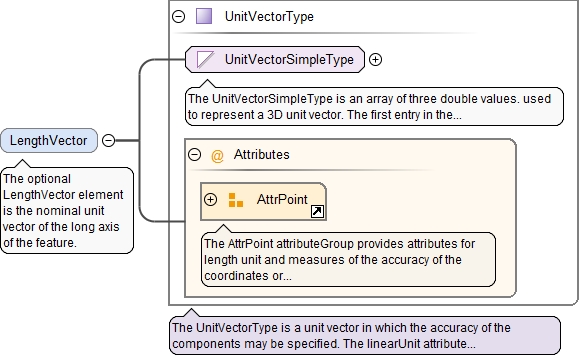 UnitVectorType
UnitVectorSimpleType
The UnitVectorSimpleType is an array of three double values. used
to represent a 3D unit vector. The first entry in the...
LengthVector
The optional
LengthVector element
is the nominal unit
vector of the long axis
of the feature.
@ Attributes
AttrPoint
The AttrPoint attributeGroup provides attributes for
length unit and measures of the accuracy of the
coordinates or...
The UnitVectorType is a unit vector in which the accuracy of the
components may be specified. The linearUnit attribute...